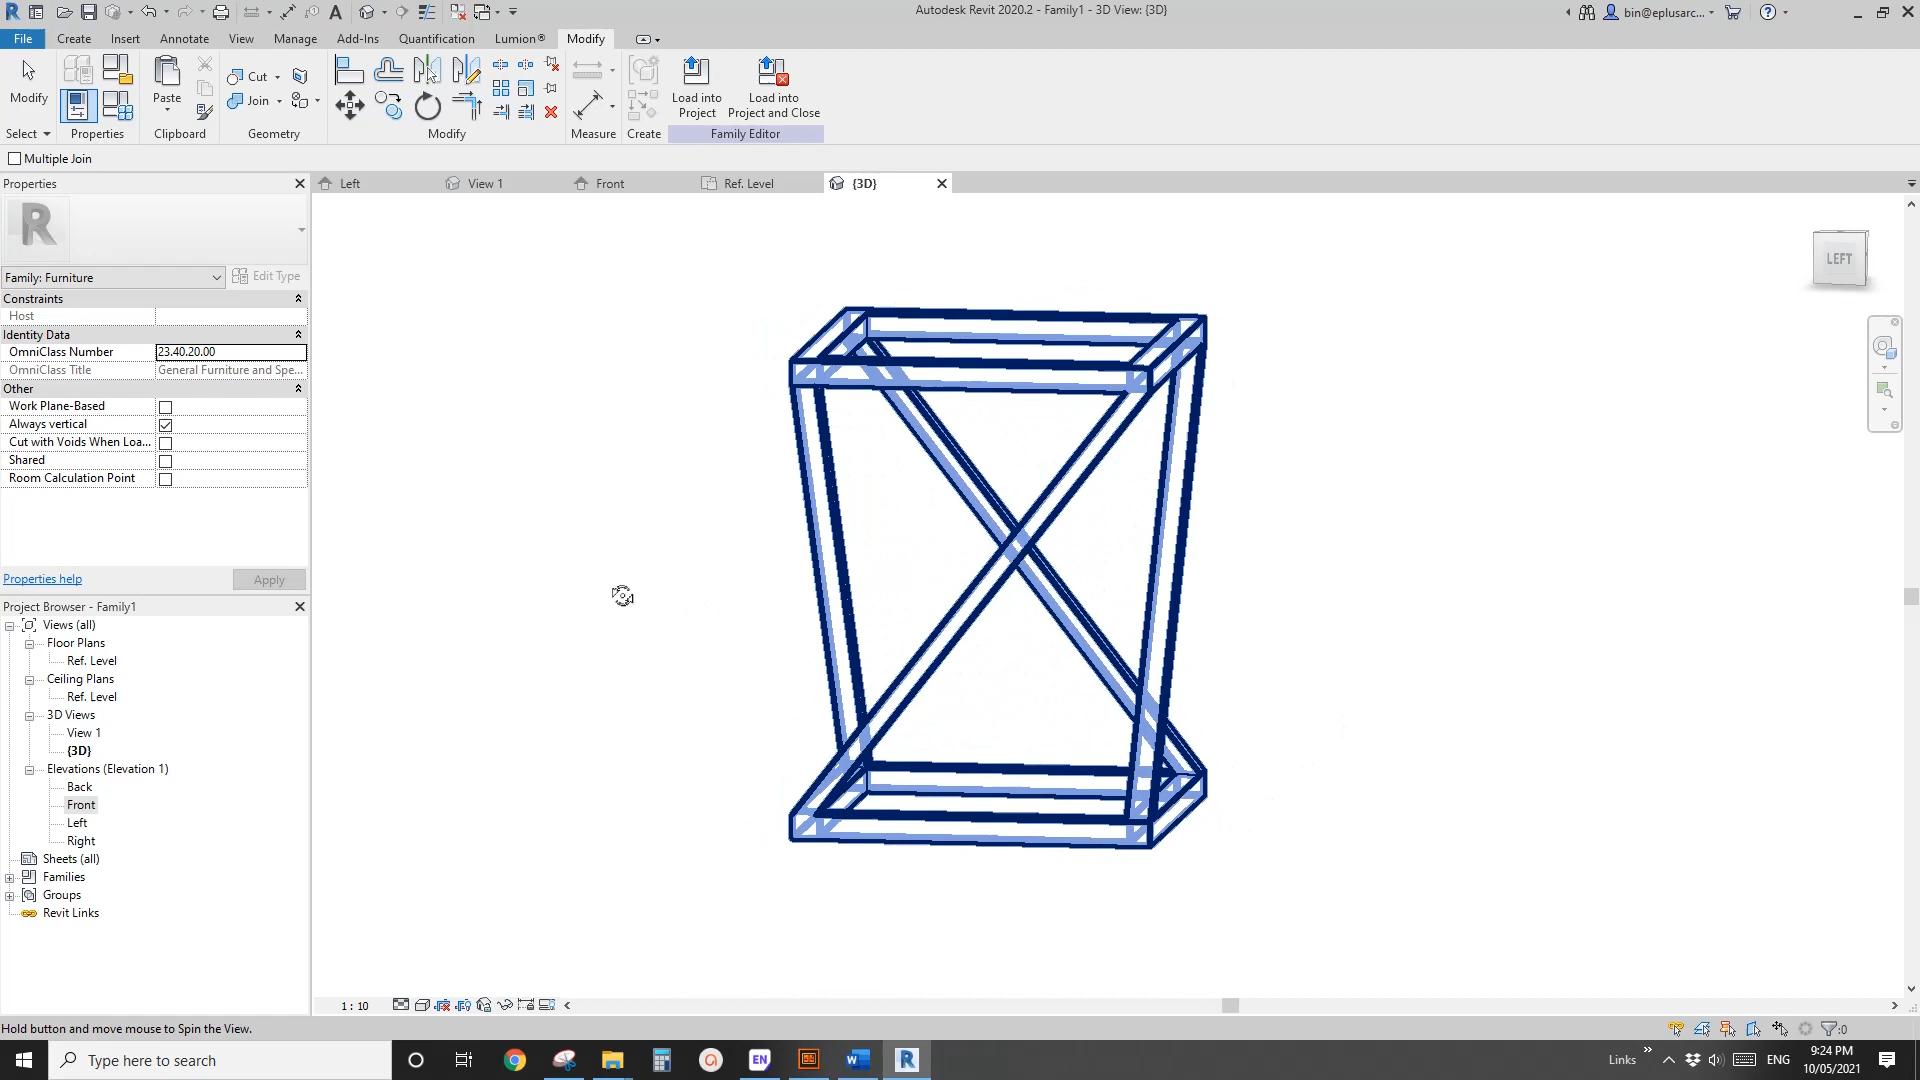 Autodesk Revit 2020.2 - Family1 - 3D View: {3D}
bin@eplusarc...
File Create Insert Annotate View Manage Add-Ins Quantification Lumion® Modify
Modify
Paste
Cut
Join
Load into Project
Load into Project and Close
Select Properties Clipboard Geometry Modify Measure Create Family Editor
Multiple Join
Properties
Left View 1 Front Ref. Level {3D}
R
LEFT
Family: Furniture Edit Type
Constraints
Host
Identity Data
OmniClass Number 23.40.20.00
OmniClass Title General Furniture and Spe...
Other
Work Plane-Based
Always vertical
Cut with Voids When Loa...
Shared
Room Calculation Point
Properties help Apply
Project Browser - Family1
Views (all)
Floor Plans
Ref. Level
Ceiling Plans
Ref. Level
3D Views
View 1
{3D}
Elevations (Elevation 1)
Back
Front
Left
Right
Sheets (all)
Families
Groups
Revit Links
1 : 10
Hold button and move mouse to Spin the View.
:0
Type here to search
EN
Links
ENG
9:24 PM
10/05/2021